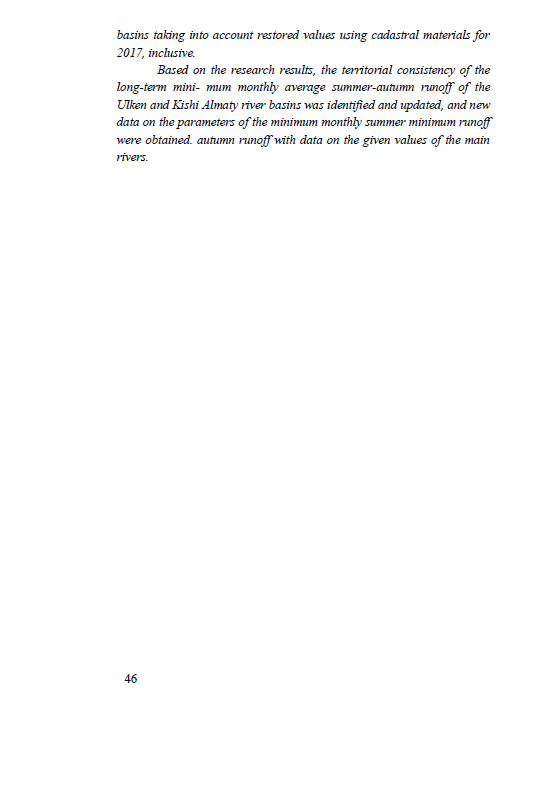 basins taking into account restored values using cadastral materials for
2017, inclusive.
Based on the research results, the territorial consistency of the
long-term mini- mum monthly average summer-autumn runoff of the
Ulken and Kishi Almaty river basins was identified and updated, and new
data on the parameters of the minimum monthly summer minimum runoff
were obtained. autumn runoff with data on the given values of the main
rivers.
46